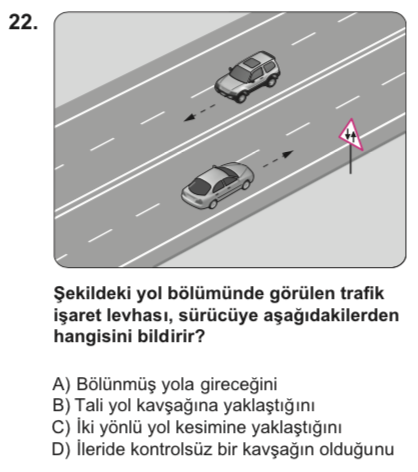 22.
Şekildeki yol bölümünde görülen trafik
işaret levhası, sürücüye aşağıdakilerden
hangisini bildirir?
A) Bölünmüş yola gireceğini
B) Tali yol kavşağına yaklaştığını
C) İki yönlü yol kesimine yaklaştığını
D) İleride kontrolsüz bir kavşağın olduğunu